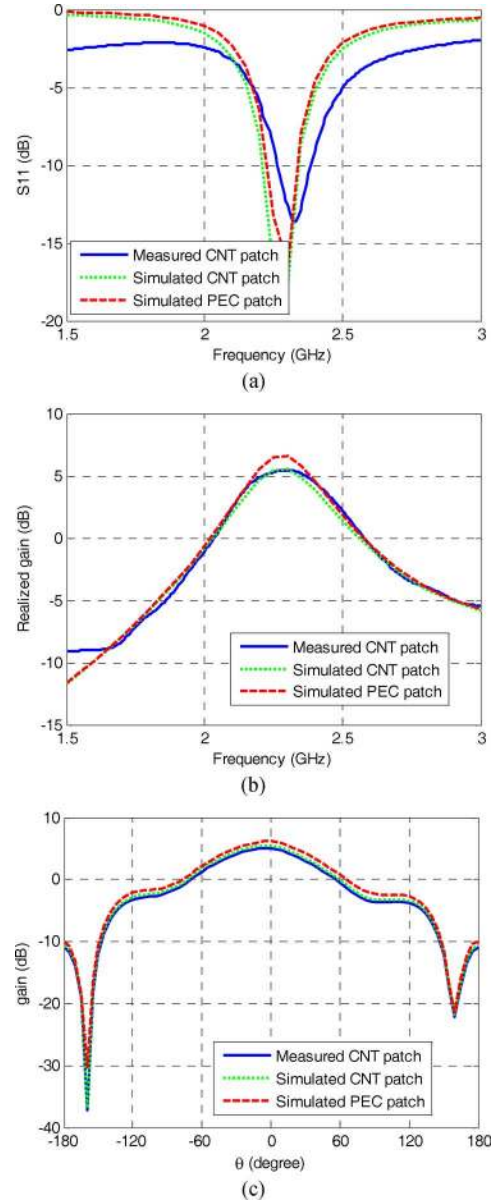 0
-5
-10
-15
-20
S11 (dB)
Measured CNT patch
Simulated CNT patch
Simulated PEC patch
1.5 2 2.5 3
Frequency (GHz)
(a)
10
5
0
-5
-10
-15
Realized gain (dB)
Measured CNT patch
Simulated CNT patch
Simulated PEC patch
1.5 2 2.5 3
Frequency (GHz)
(b)
10
0
-10
-20
-30
-40
gain (dB)
Measured CNT patch
Simulated CNT patch
Simulated PEC patch
-180 -120 -60 0 60 120 180
θ (degree)
(c)